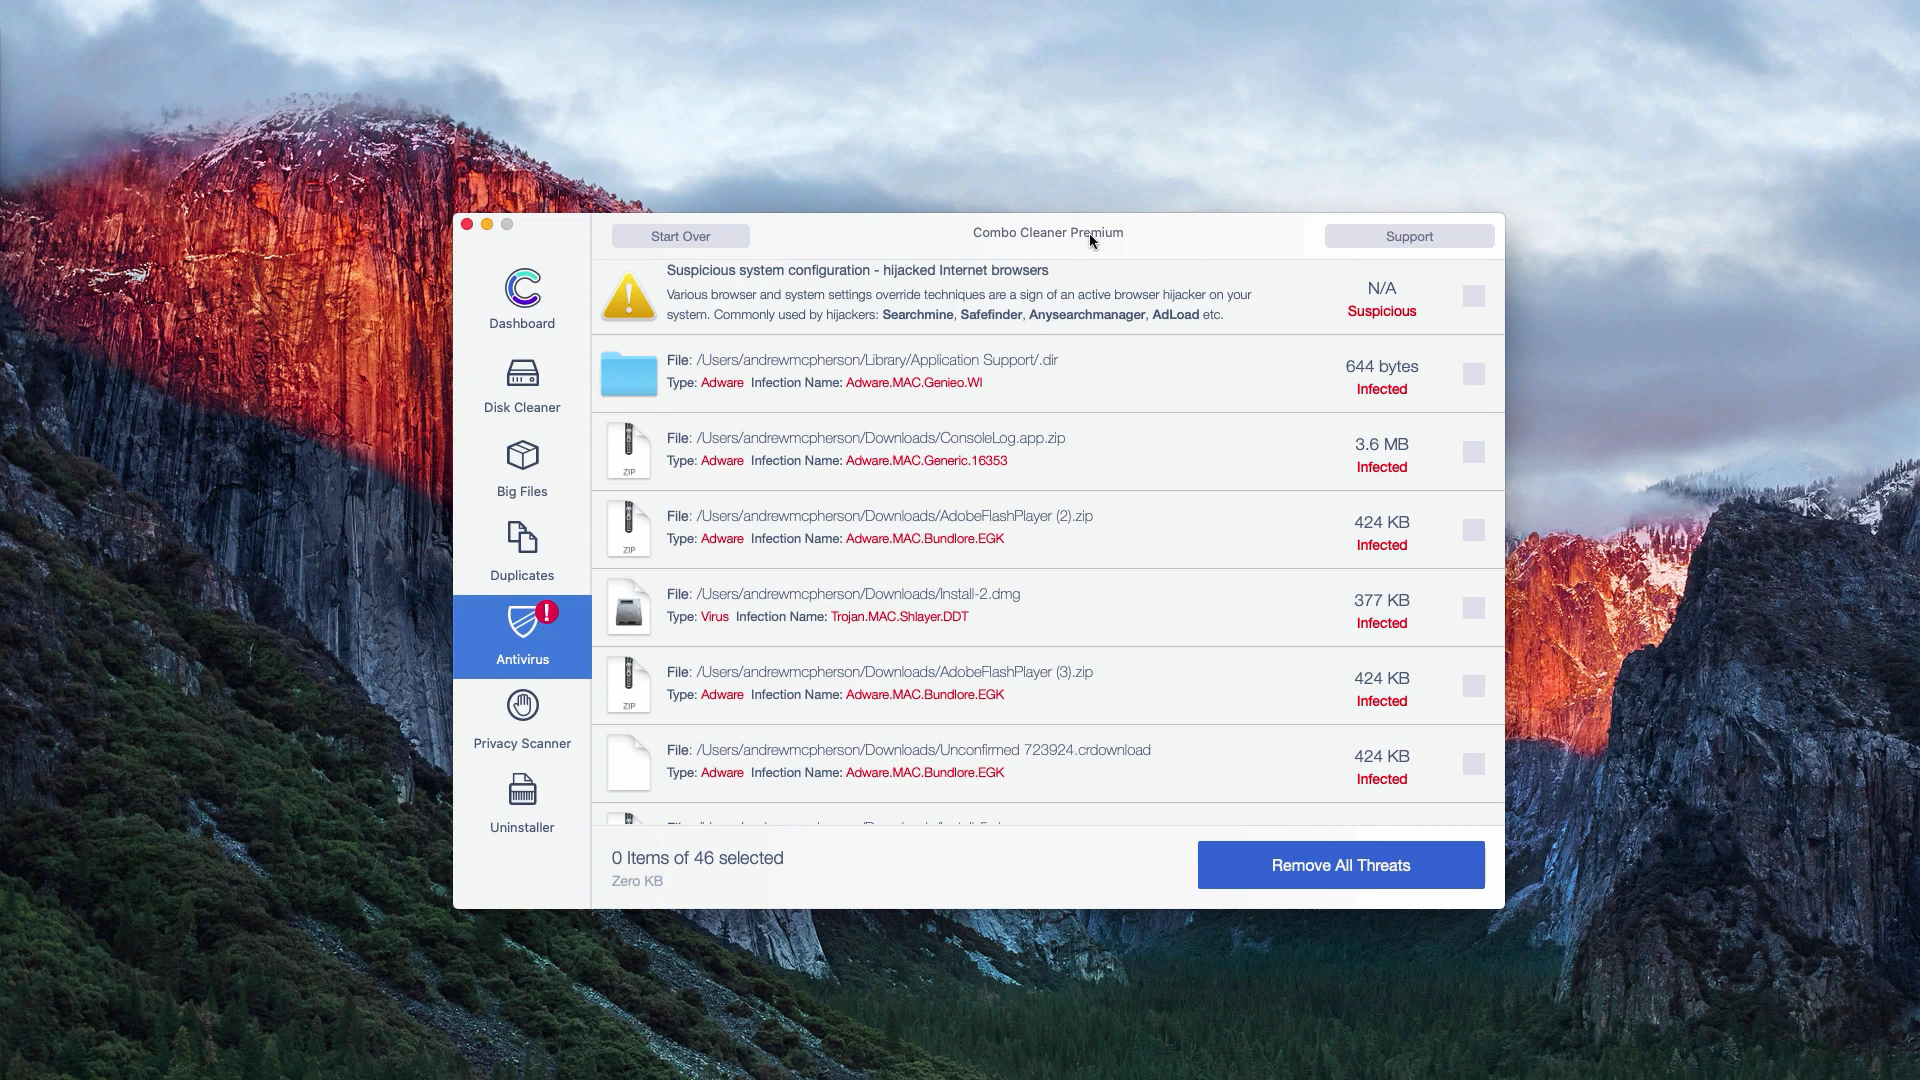 Start Over
Combo Cleaner Premium
Support
Dashboard
Disk Cleaner
Big Files
Duplicates
Antivirus
Privacy Scanner
Uninstaller
Suspicious system configuration - hijacked Internet browsers
Various browser and system settings override techniques are a sign of an active browser hijacker on your
system. Commonly used by hijackers: Searchmine, Safefinder, Anysearchmanager, AdLoad etc.
N/A
Suspicious
File: /Users/andrewmcpherson/Library/Application Support/.dir
Type: Adware Infection Name: Adware.MAC.Genieo.WI
644 bytes
Infected
ZIP
File: /Users/andrewmcpherson/Downloads/ConsoleLog.app.zip
Type: Adware Infection Name: Adware.MAC.Generic.16353
3.6 MB
Infected
ZIP
File: /Users/andrewmcpherson/Downloads/AdobeFlashPlayer (2).zip
Type: Adware Infection Name: Adware.MAC.Bundlore.EGK
424 KB
Infected
File: /Users/andrewmcpherson/Downloads/Install-2.dmg
Type: Virus Infection Name: Trojan.MAC.Shlayer.DDT
377 KB
Infected
ZIP
File: /Users/andrewmcpherson/Downloads/AdobeFlashPlayer (3).zip
Type: Adware Infection Name: Adware.MAC.Bundlore.EGK
424 KB
Infected
File: /Users/andrewmcpherson/Downloads/Unconfirmed 723924.crdownload
Type: Adware Infection Name: Adware.MAC.Bundlore.EGK
424 KB
Infected
0 Items of 46 selected
Zero KB
Remove All Threats